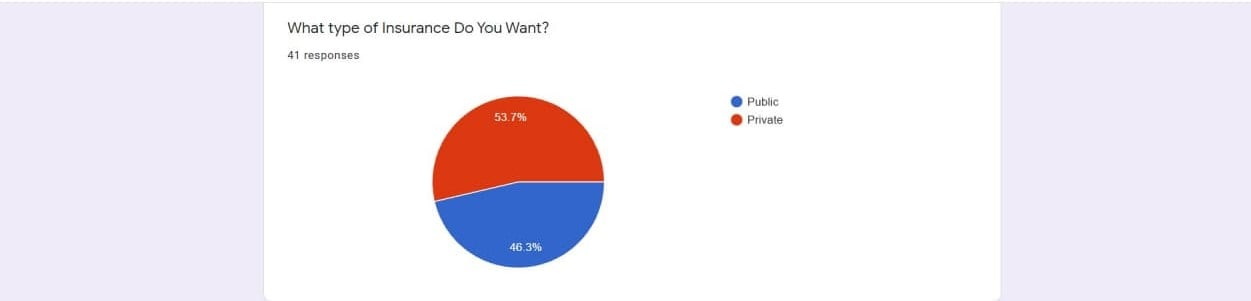 What type of Insurance Do You Want?
41 responses
53.7%
46.3%
Public
Private